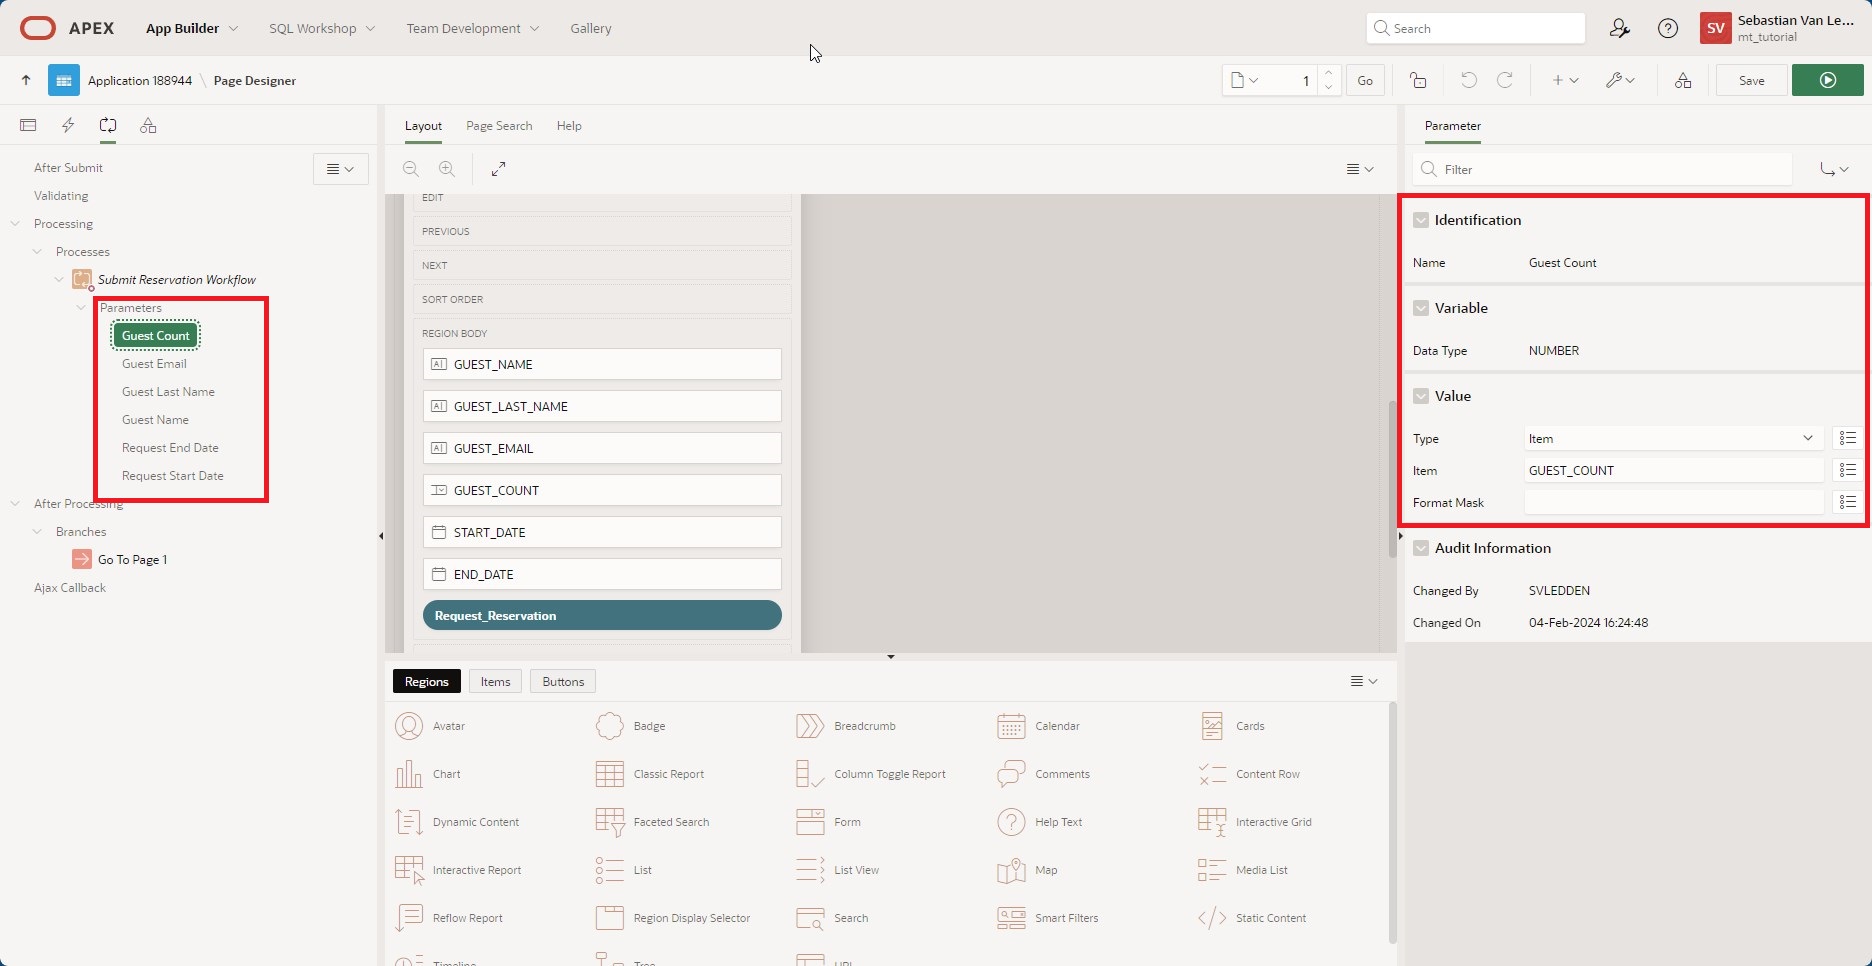 APEX
App Builder
SQL Workshop
Team Development
Gallery
Search
SV
Sebastian Van Le...
mt_tutorial
Application 188944 \ Page Designer
1
Go
Save
After Submit
Validating
Processing
Processes
Submit Reservation Workflow
Parameters
Guest Count
Guest Email
Guest Last Name
Guest Name
Request End Date
Request Start Date
After Processing
Branches
Go To Page 1
Ajax Callback
Layout
Page Search
Help
EDIT
PREVIOUS
NEXT
SORT ORDER
REGION BODY
GUEST_NAME
GUEST_LAST_NAME
GUEST_EMAIL
GUEST_COUNT
START_DATE
END_DATE
Request_Reservation
Regions
Items
Buttons
Avatar
Badge
Breadcrumb
Calendar
Cards
Chart
Classic Report
Column Toggle Report
Comments
Content Row
Dynamic Content
Faceted Search
Form
Help Text
Interactive Grid
Interactive Report
List
List View
Map
Media List
Reflow Report
Region Display Selector
Search
Smart Filters
Static Content
Timeline
Tree
URL
Parameter
Filter
Identification
Name Guest Count
Variable
Data Type NUMBER
Value
Type Item
Item GUEST_COUNT
Format Mask
Audit Information
Changed By SVLEDDEN
Changed On 04-Feb-2024 16:24:48